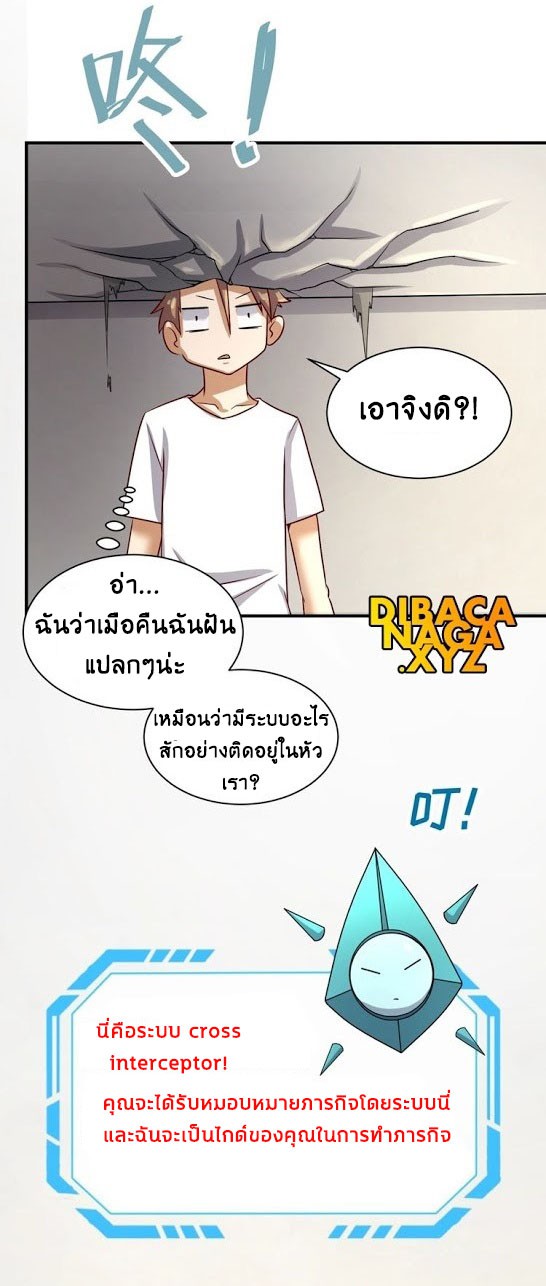 咚!
เอาจิงดิ?!
อ่า...
ฉันว่าเมือคืนฉันฝัน
แปลกๆน่ะ
DIBACA
NAGA
.XYZ
เหมือนว่ามีระบบอะไร
สักอย่างติดอยู่ในหัว
เรา?
叮!
นี่คือระบบ cross
interceptor!
คุณจะได้รับหมอบหมายภารกิจโดยระบบนี่
และฉันจะเป็นไกด์ของคุณในการทำภารกิจ